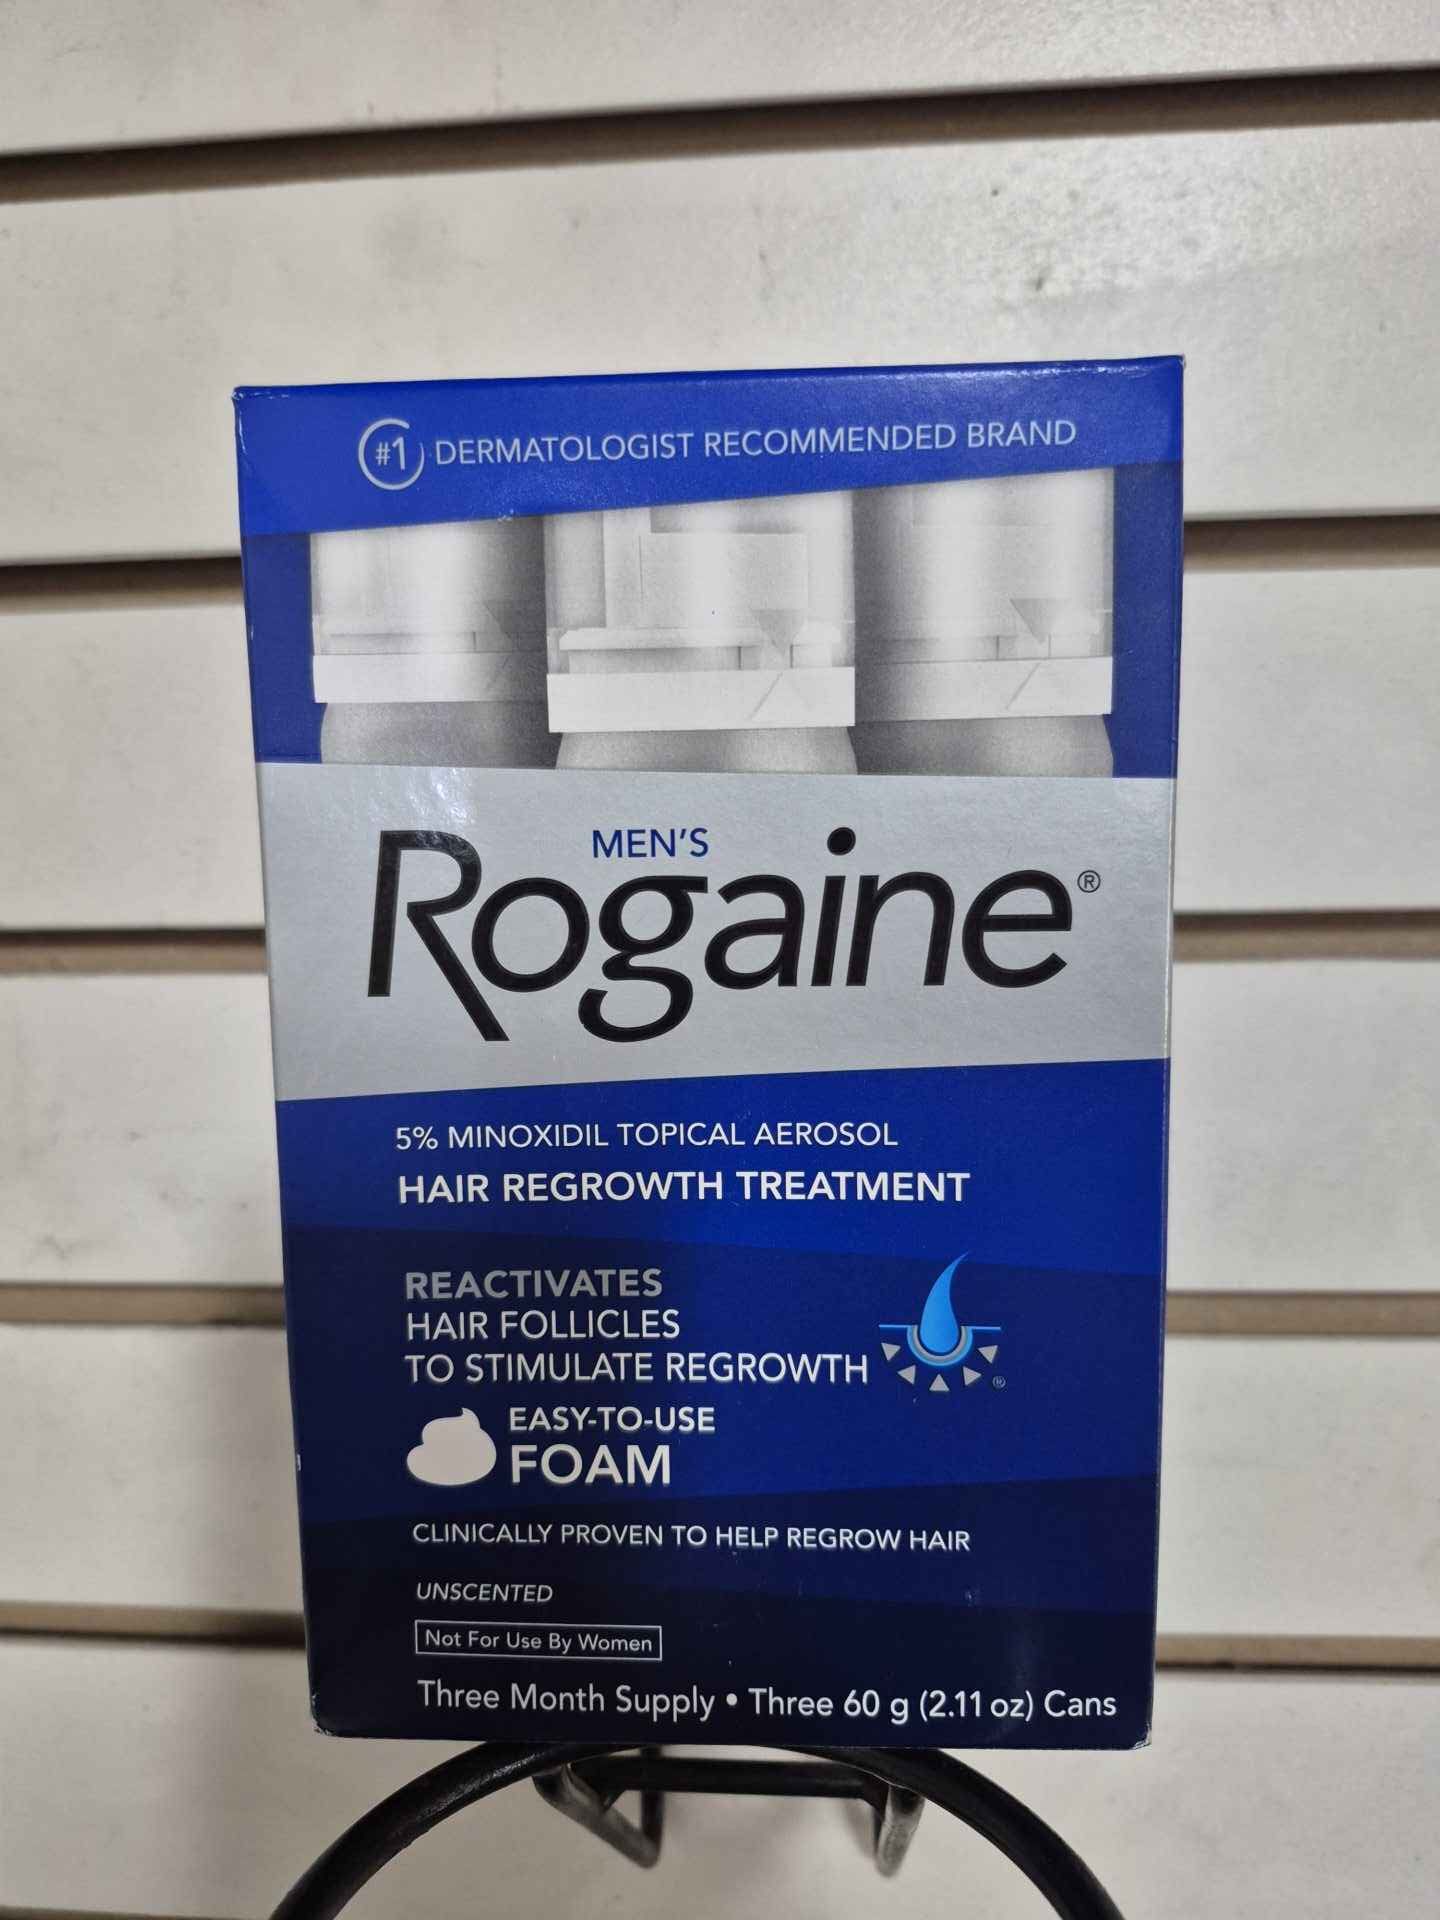 #1 DERMATOLOGIST RECOMMENDED BRAND
MEN'S
Rogaine®
5% MINOXIDIL TOPICAL AEROSOL
HAIR REGROWTH TREATMENT
REACTIVATES
HAIR FOLLICLES
TO STIMULATE REGROWTH
®
EASY-TO-USE
FOAM
CLINICALLY PROVEN TO HELP REGROW HAIR
UNSCENTED
Not For Use By Women
Three Month Supply • Three 60 g (2.11 oz) Cans